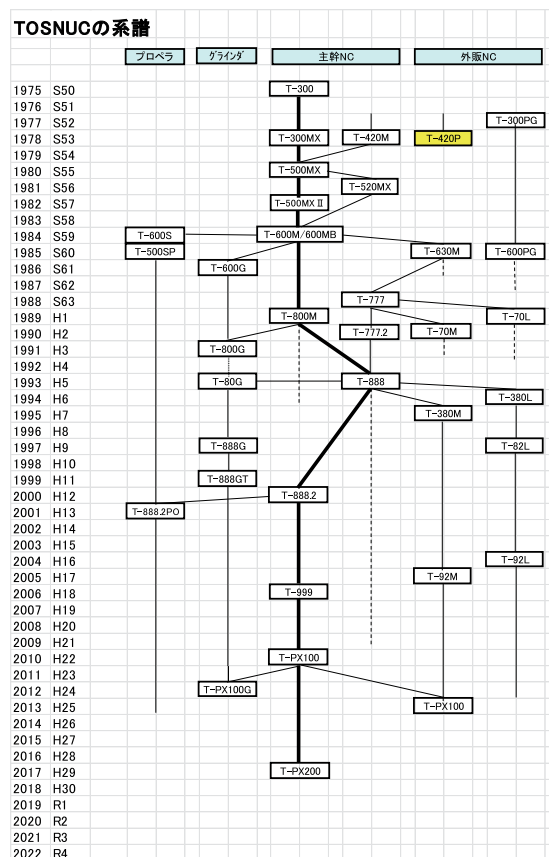 TOSNUCの系譜
プロペラ グラインダ 主幹NC 外販NC
1975 S50 T-300
1976 S51
1977 S52 T-300PG
1978 S53 T-300MX T-420M T-420P
1979 S54
1980 S55 T-500MX
1981 S56 T-520MX
1982 S57 T-500MXⅡ
1983 S58
1984 S59 T-600S T-600M/600MB
1985 S60 T-500SP T-630M T-600PG
1986 S61 T-600G
1987 S62
1988 S63 T-777
1989 H1 T-800M T-70L
1990 H2 T-777.2 T-70M
1991 H3 T-800G
1992 H4
1993 H5 T-80G T-888
1994 H6 T-380L
1995 H7 T-380M
1996 H8
1997 H9 T-888G T-82L
1998 H10
1999 H11 T-888GT
2000 H12 T-888.2
2001 H13 T-888.2PO
2002 H14
2003 H15
2004 H16 T-92L
2005 H17 T-92M
2006 H18 T-999
2007 H19
2008 H20
2009 H21
2010 H22 T-PX100
2011 H23
2012 H24 T-PX100G
2013 H25 T-PX100
2014 H26
2015 H27
2016 H28
2017 H29 T-PX200
2018 H30
2019 R1
2020 R2
2021 R3
2022 R4